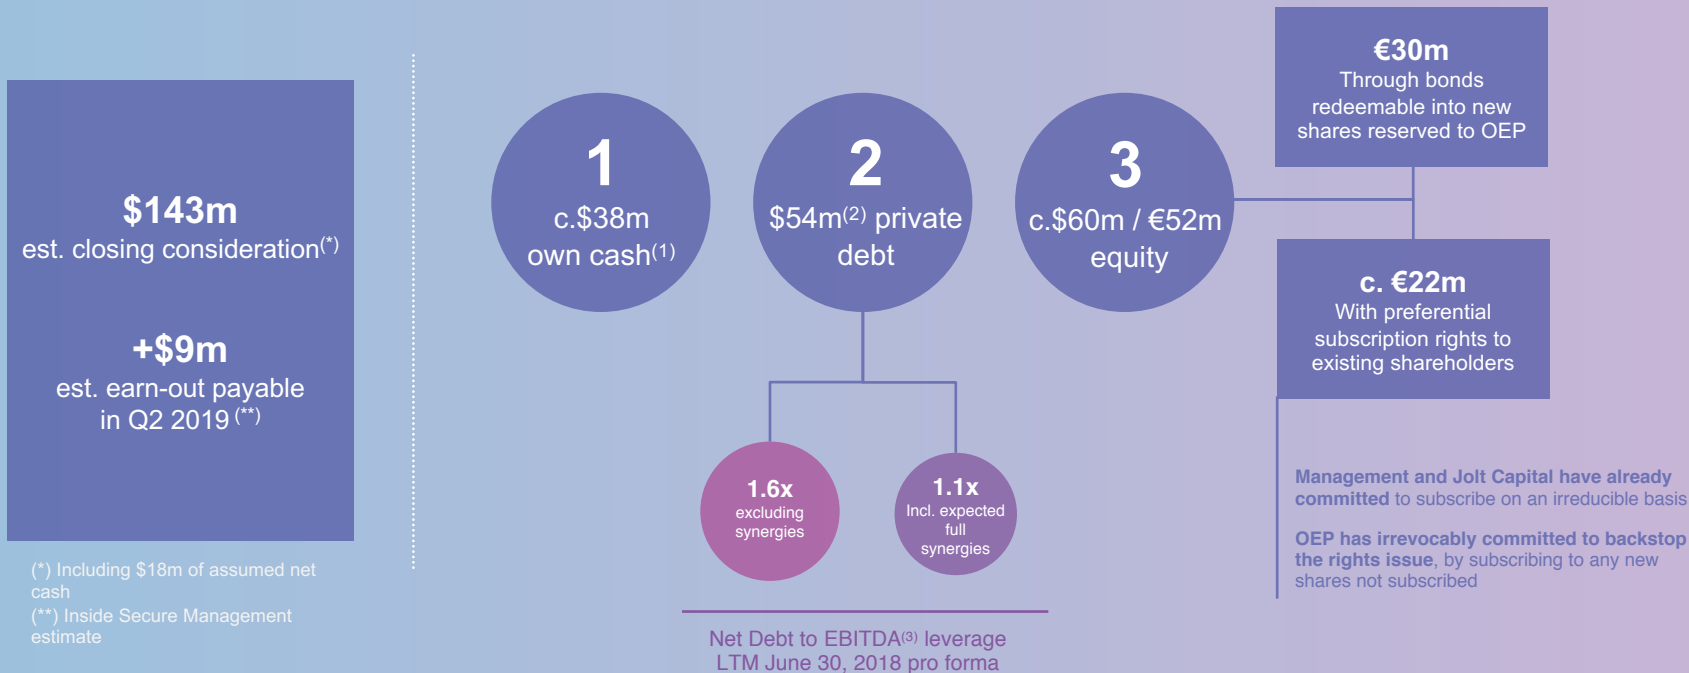 $143m
est. closing consideration(*)
+$9m
est. earn-out payable
in Q2 2019 (**)
(*) Including $18m of assumed net
cash
(**) Inside Secure Management
estimate
1
c.$38m
own cash(1)
2
$54m(2) private
debt
3
c.$60m / €52m
equity
1.6x
excluding
synergies
1.1x
Incl. expected
full
synergies
Net Debt to EBITDA(3) leverage
LTM June 30, 2018 pro forma
€30m
Through bonds
redeemable into new
shares reserved to OEP
c. €22m
With preferential
subscription rights to
existing shareholders
Management and Jolt Capital have already
committed to subscribe on an irreducible basis
OEP has irrevocably committed to backstop
the rights issue, by subscribing to any new
shares not subscribed